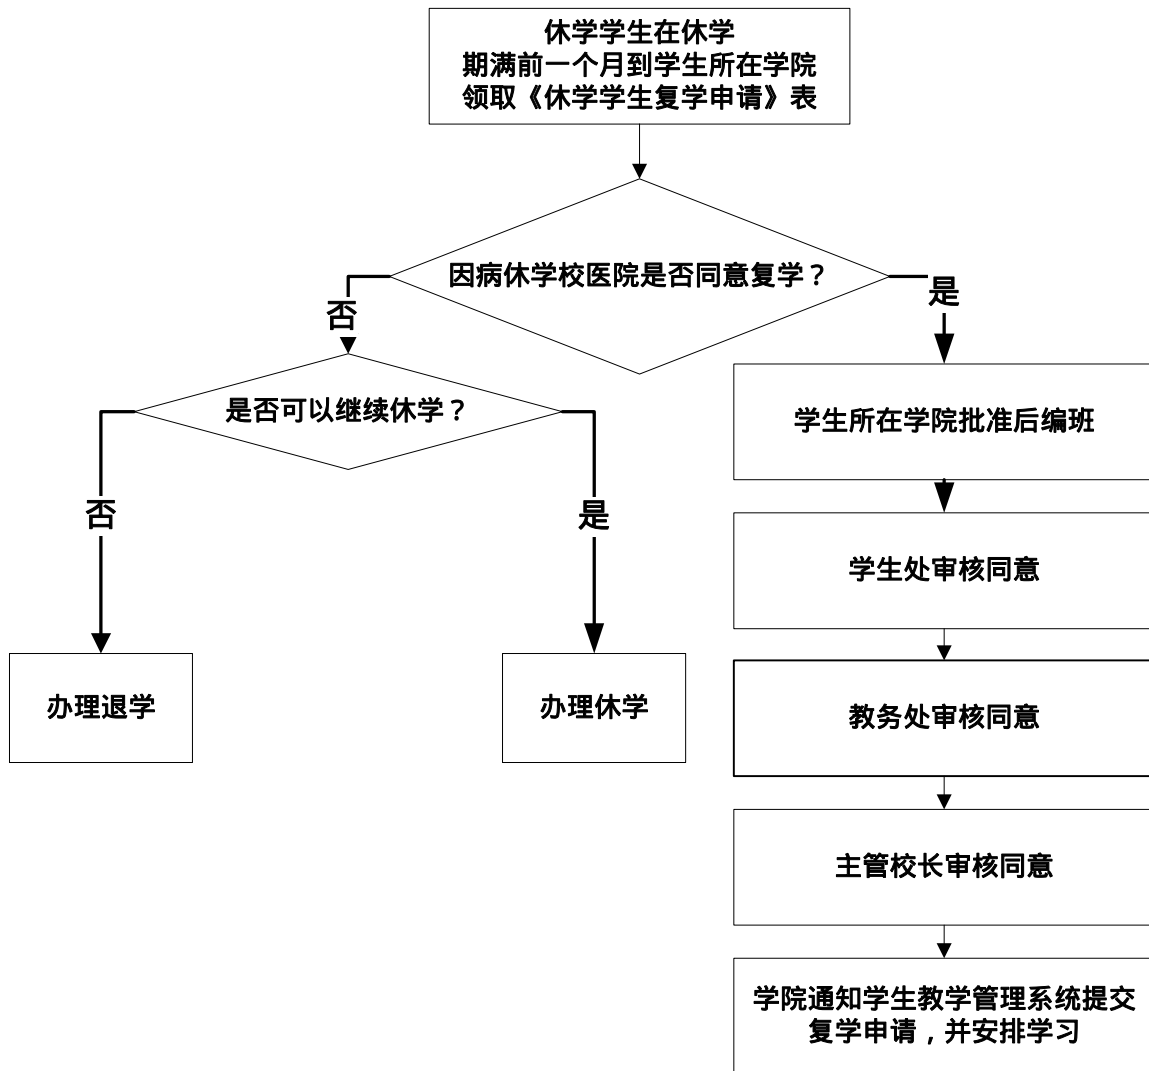 休学学生在休学
期满前一个月到学生所在学院
领取《休学学生复学申请》表
因病休学校医院是否同意复学？
否
是
是否可以继续休学？
学生所在学院批准后编班
否
是
学生处审核同意
办理退学
办理休学
教务处审核同意
主管校长审核同意
学院通知学生教学管理系统提交
复学申请，并安排学习